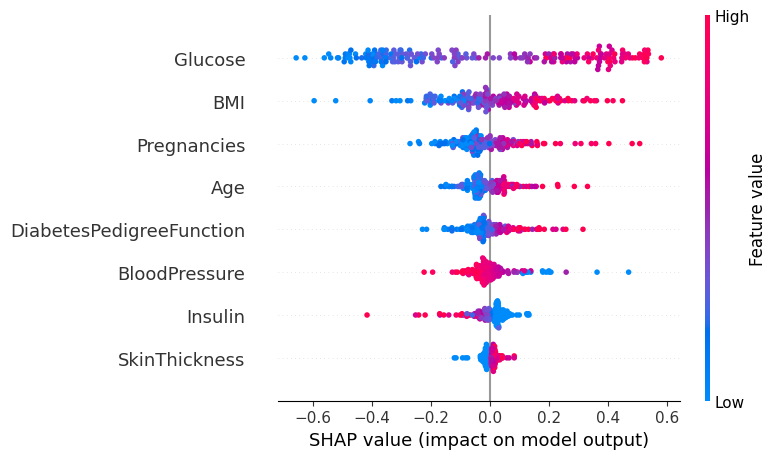 High
Glucose
BMI
Pregnancies
Age
DiabetesPedigreeFunction
BloodPressure
Insulin
SkinThickness
Feature value
Low
−0.6 −0.4 −0.2 0.0 0.2 0.4 0.6
SHAP value (impact on model output)